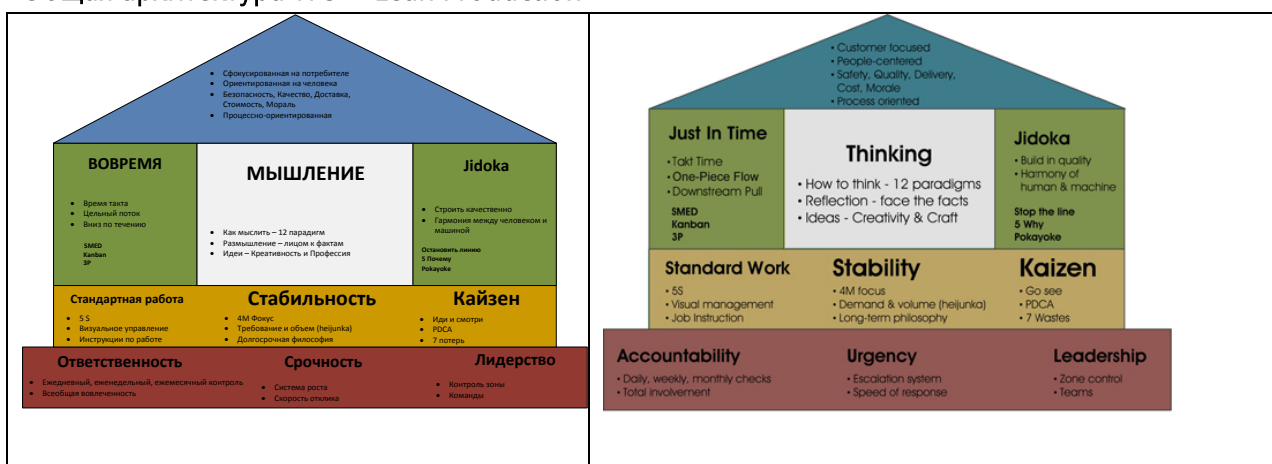 Сфокусированная на потребителе
Ориентированная на человека
Безопасность, Качество, Доставка,
Стоимость, Мораль
Процессно-ориентированная
ВОВРЕМЯ
Время такта
Цельный поток
Вниз по течению
SMED
Kanban
3P
МЫШЛЕНИЕ
Как мыслить – 12 парадигм
Размышление – лицом к фактам
Идеи – Креативность и Профессия
Jidoka
Строить качественно
Гармония между человеком и
машиной
Остановить линию
5 Почему
Pokayoke
Стандартная работа
5 S
Визуальное управление
Инструкции по работе
Стабильность
4М Фокус
Требование и объем (heijunka)
Долгосрочная философия
Кайзен
Иди и смотри
PDCA
7 потерь
Ответственность
Ежедневный, еженедельный, ежемесячный контроль
Всеобщая вовлеченность
Срочность
Система роста
Скорость отклика
Лидерство
Контроль зоны
Команды
Customer focused
People-centered
Safety, Quality, Delivery,
Cost, Morale
Process oriented
Just In Time
Takt Time
One-Piece Flow
Downstream Pull
SMED
Kanban
3P
Thinking
How to think - 12 paradigms
Reflection - face the facts
Ideas - Creativity & Craft
Jidoka
Build in quality
Harmony of
human & machine
Stop the line
5 Why
Pokayoke
Standard Work
5S
Visual management
Job Instruction
Stability
4M focus
Demand & volume (heijunka)
Long-term philosophy
Kaizen
Go see
PDCA
7 Wastes
Accountability
Daily, weekly, monthly checks
Total involvement
Urgency
Escalation system
Speed of response
Leadership
Zone control
Teams